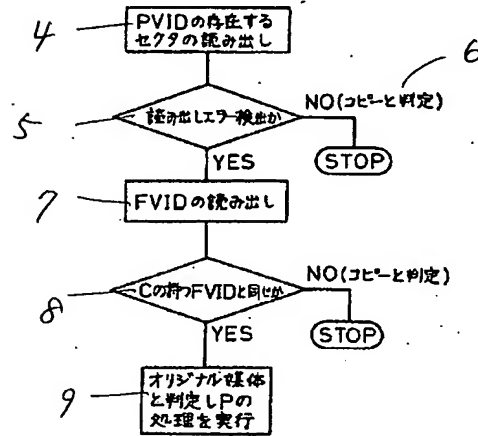 4
PVIDの存在する
セクタの読み出し
6
NO(コピーと判定)
5
読み出しエラー検出か
STOP
YES
7
FVIDの読み出し
NO(コピーと判定)
8
Cの持つFVIDと同じか
STOP
YES
9
オリジナル媒体
と判定しPの
処理を実行